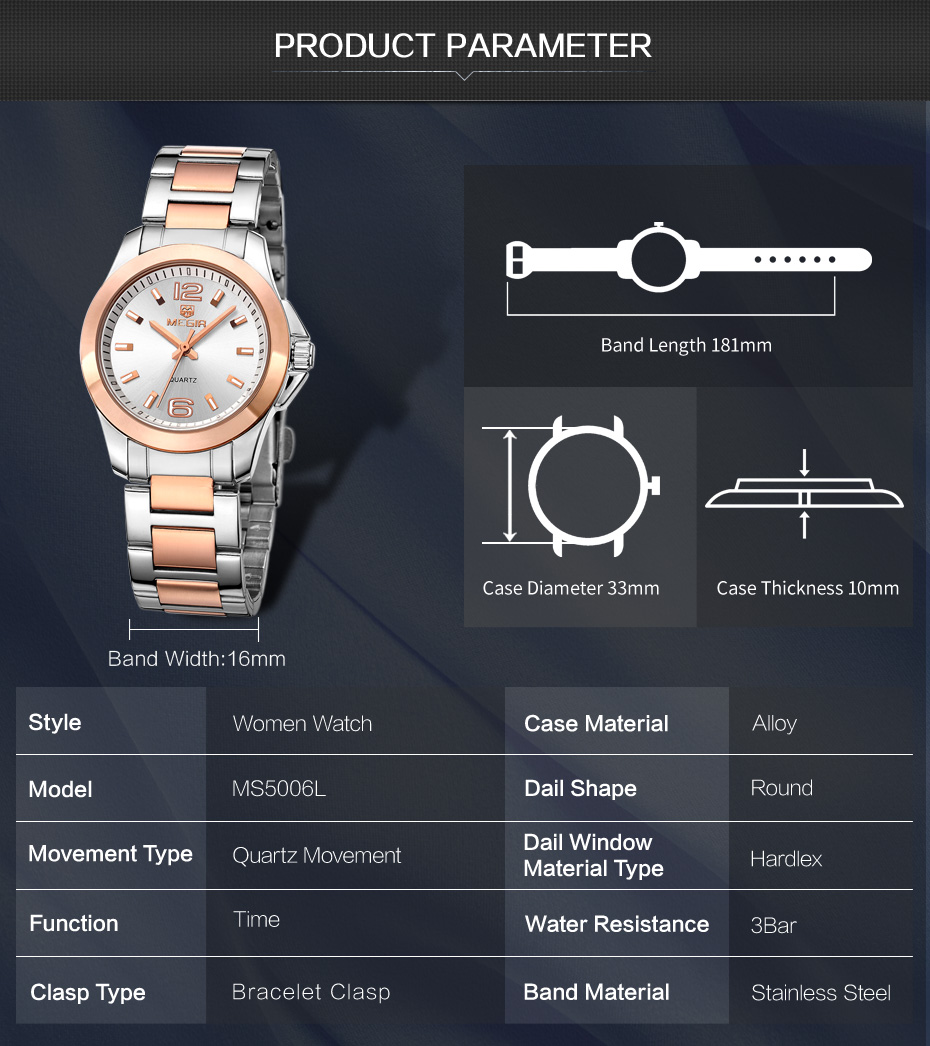 PRODUCT PARAMETER
12
MEGIR
QUARTZ
6
Band Length 181mm
Case Diameter 33mm
Case Thickness 10mm
Band Width:16mm
Style
Women Watch
Case Material
Alloy
Model
MS5006L
Dail Shape
Round
Movement Type
Quartz Movement
Dail Window
Material Type
Hardlex
Function
Time
Water Resistance
3Bar
Clasp Type
Bracelet Clasp
Band Material
Stainless Steel